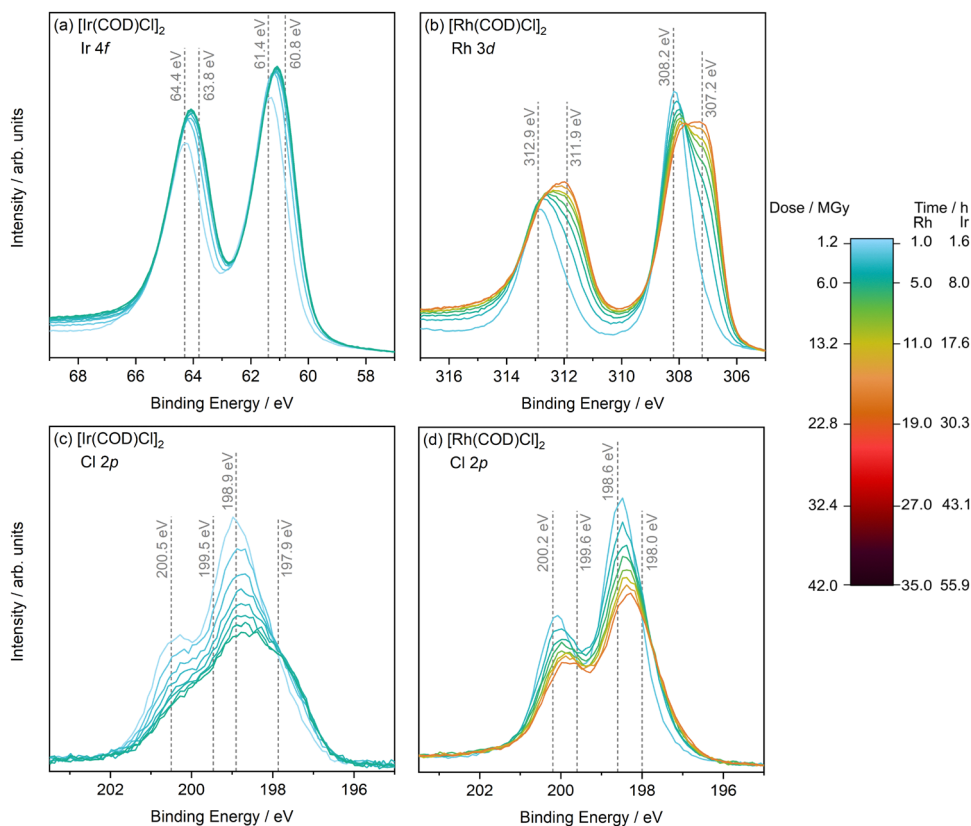 (a) [Ir(COD)Cl]2
Ir 4f
64.4 eV
63.8 eV
61.4 eV
60.8 eV
Intensity / arb. units
68 66 64 62 60 58
Binding Energy / eV
(b) [Rh(COD)Cl]2
Rh 3d
312.9 eV
311.9 eV
308.2 eV
307.2 eV
316 314 312 310 308 306
Binding Energy / eV
(c) [Ir(COD)Cl]2
Cl 2p
200.5 eV
199.5 eV
198.9 eV
197.9 eV
Intensity / arb. units
202 200 198 196
Binding Energy / eV
(d) [Rh(COD)Cl]2
Cl 2p
200.2 eV
199.6 eV
198.6 eV
198.0 eV
202 200 198 196
Binding Energy / eV
Dose / MGy Time / h
Rh Ir
1.2 1.0 1.6
6.0 5.0 8.0
13.2 11.0 17.6
22.8 19.0 30.3
32.4 27.0 43.1
42.0 35.0 55.9